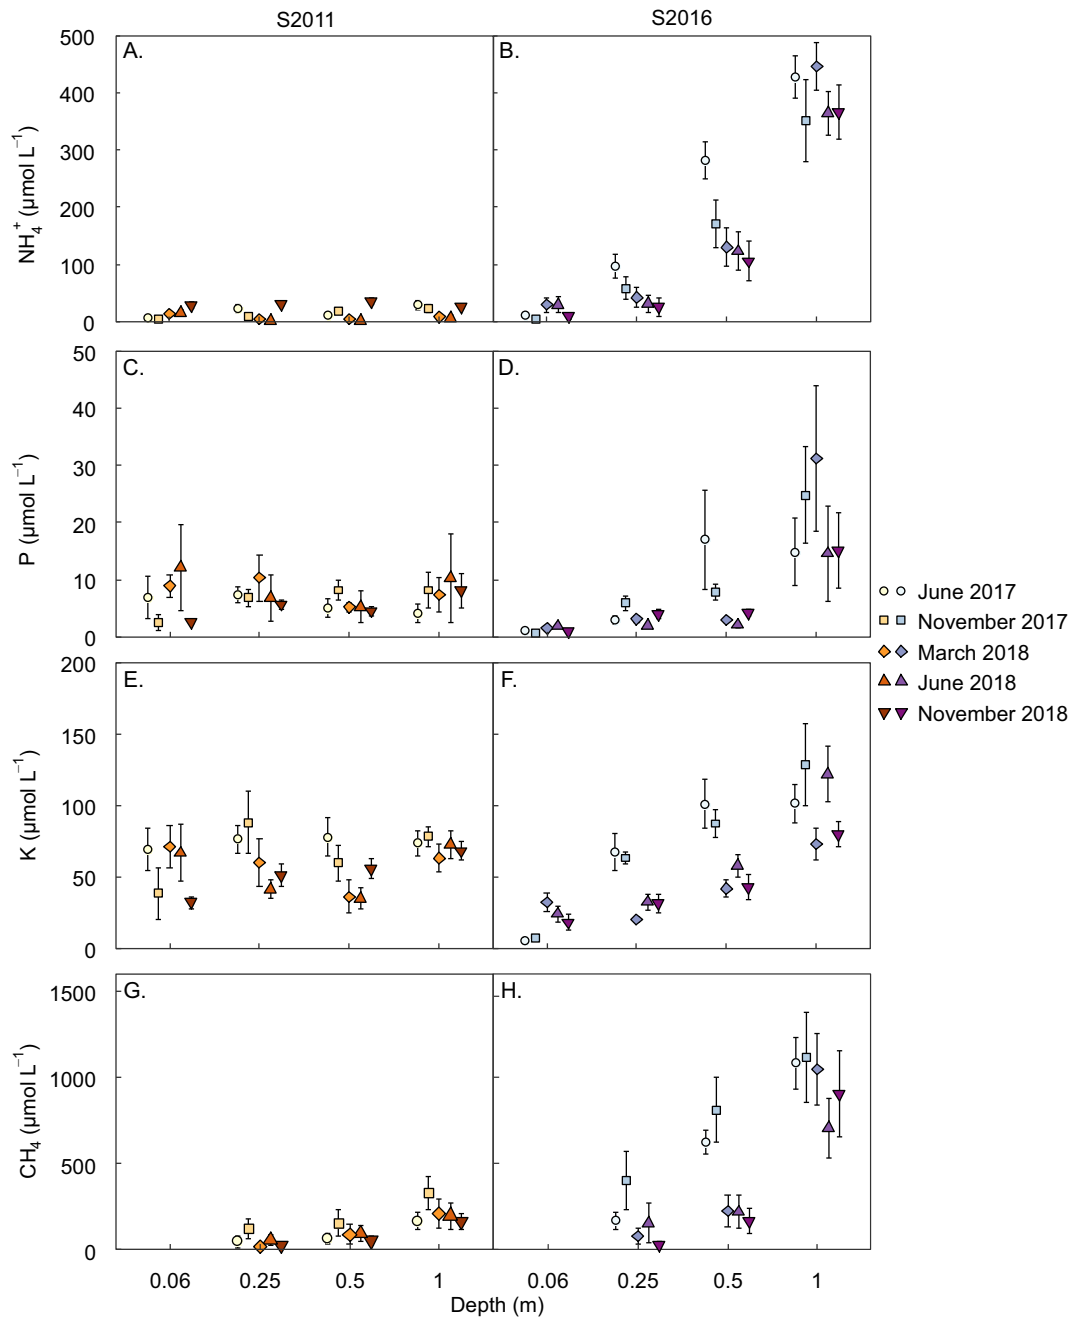 S2011 S2016
A. B.
500
400
300
200
100
0
NH₄⁺ (µmol L⁻¹)
C. D.
50
40
30
20
10
0
P (µmol L⁻¹)
June 2017
November 2017
March 2018
June 2018
November 2018
E. F.
200
150
100
50
0
K (µmol L⁻¹)
G. H.
1500
1000
500
0
CH₄ (µmol L⁻¹)
0.06 0.25 0.5 1 0.06 0.25 0.5 1
Depth (m)